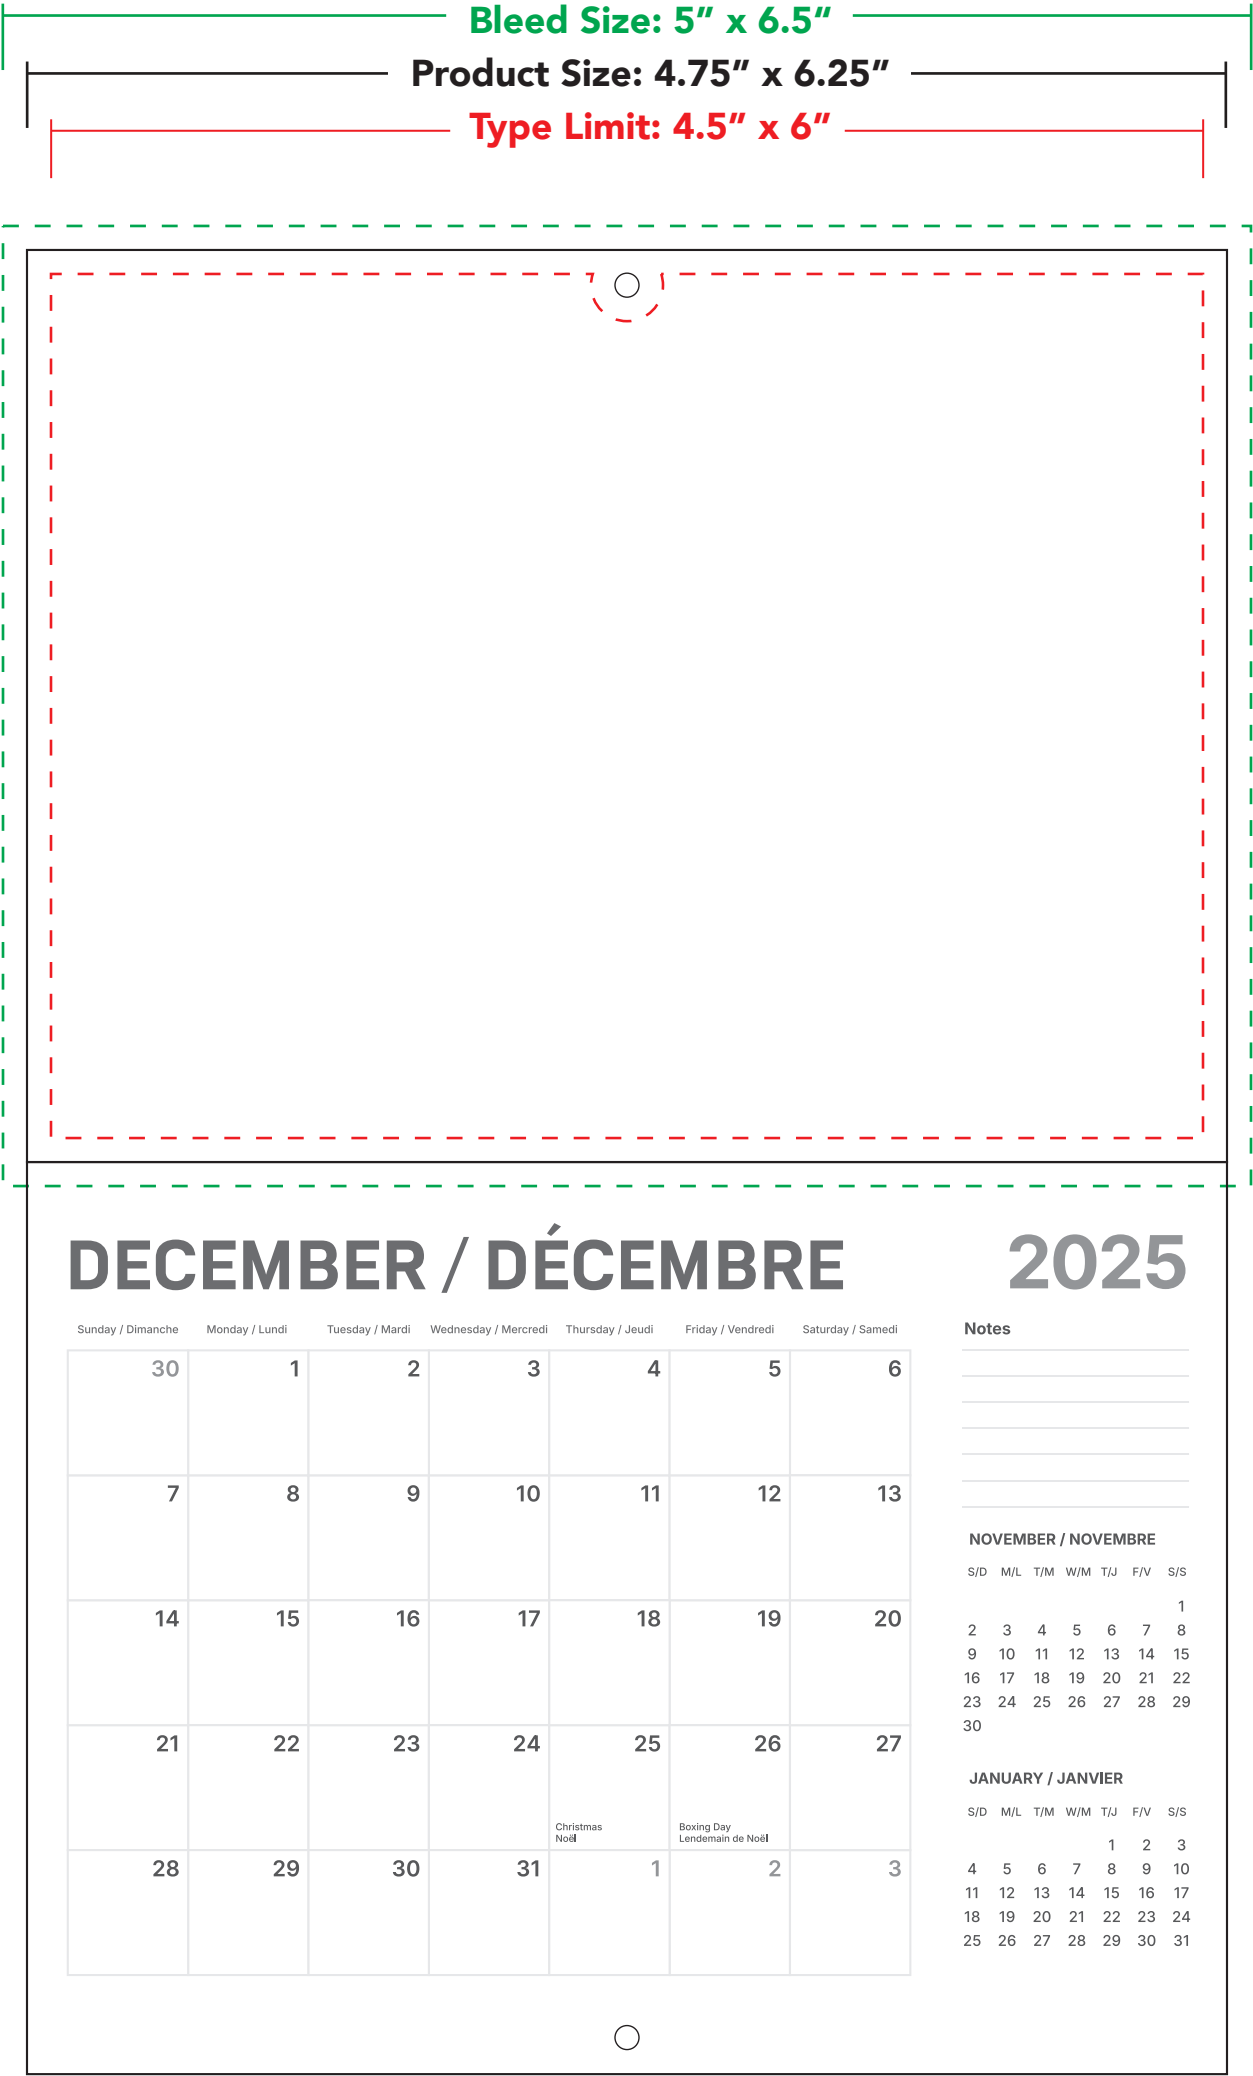 Bleed Size: 5” x 6.5”
Product Size: 4.75” x 6.25”
Type Limit: 4.5” x 6”
DECEMBER / DÉCEMBRE 2025
Sunday / Dimanche Monday / Lundi Tuesday / Mardi Wednesday / Mercredi Thursday / Jeudi Friday / Vendredi Saturday / Samedi
30 1 2 3 4 5 6
7 8 9 10 11 12 13
14 15 16 17 18 19 20
21 22 23 24 25 26 27
Christmas Boxing Day
Noël Lendemain de Noël
28 29 30 31 1 2 3
Notes
NOVEMBER / NOVEMBRE
S/D M/L T/M W/M T/J F/V S/S
1
2 3 4 5 6 7 8
9 10 11 12 13 14 15
16 17 18 19 20 21 22
23 24 25 26 27 28 29
30
JANUARY / JANVIER
S/D M/L T/M W/M T/J F/V S/S
1 2 3
4 5 6 7 8 9 10
11 12 13 14 15 16 17
18 19 20 21 22 23 24
25 26 27 28 29 30 31